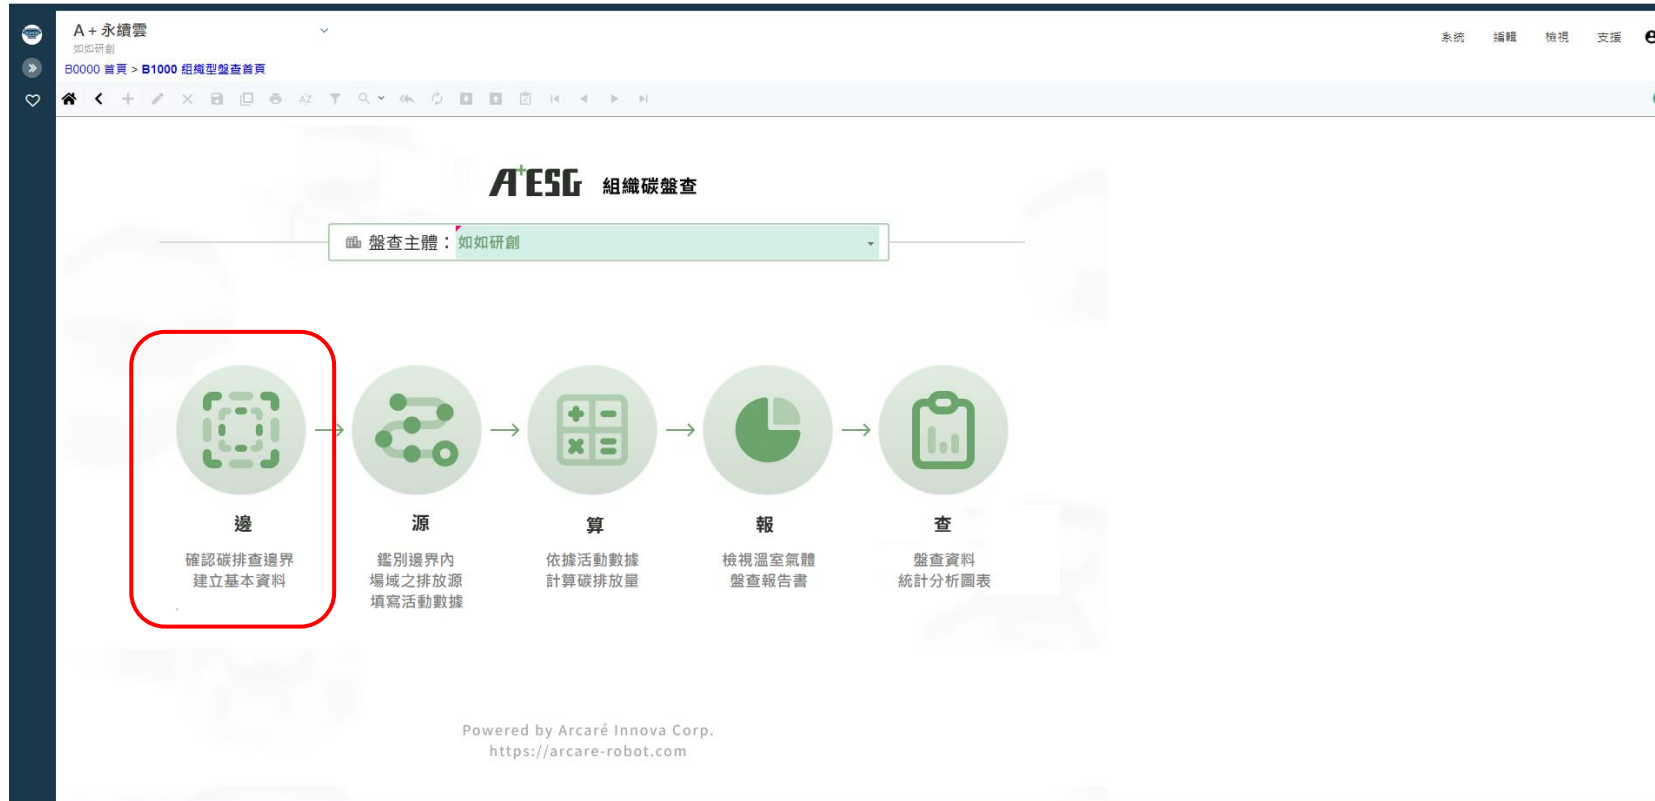 A + 永續雲
如如研創
系統 編輯 檢視 支援
B0000 首頁 > B1000 組織型盤查首頁
A+ESG 組織碳盤查
盤查主體：如如研創
邊
確認碳排查邊界
建立基本資料
源
鑑別邊界內
場域之排放源
填寫活動數據
算
依據活動數據
計算碳排放量
報
檢視溫室氣體
盤查報告書
查
盤查資料
統計分析圖表
Powered by Arcaré Innova Corp.
https://arcare-robot.com